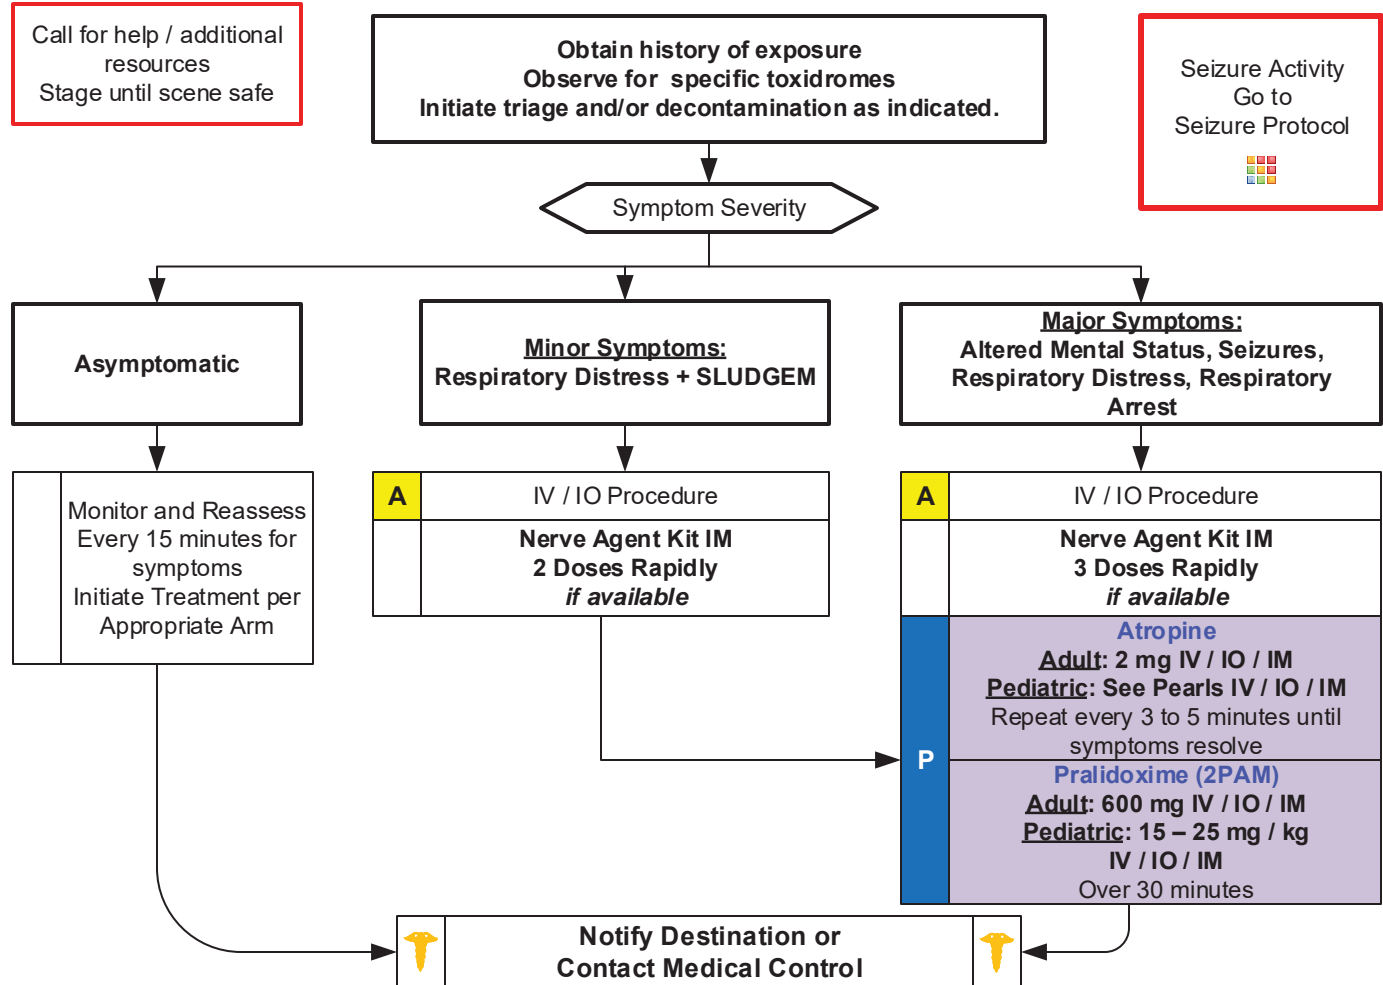 Call for help / additional
resources
Stage until scene safe
Obtain history of exposure
Observe for specific toxidromes
Initiate triage and/or decontamination as indicated.
Seizure Activity
Go to
Seizure Protocol
Symptom Severity
Asymptomatic
Minor Symptoms:
Respiratory Distress + SLUDGEM
Major Symptoms:
Altered Mental Status, Seizures,
Respiratory Distress, Respiratory
Arrest
Monitor and Reassess
Every 15 minutes for
symptoms
Initiate Treatment per
Appropriate Arm
A
IV / IO Procedure
Nerve Agent Kit IM
2 Doses Rapidly
if available
A
IV / IO Procedure
Nerve Agent Kit IM
3 Doses Rapidly
if available
P
Atropine
Adult: 2 mg IV / IO / IM
Pediatric: See Pearls IV / IO / IM
Repeat every 3 to 5 minutes until
symptoms resolve
Pralidoxime (2PAM)
Adult: 600 mg IV / IO / IM
Pediatric: 15 – 25 mg / kg
IV / IO / IM
Over 30 minutes
Notify Destination or
Contact Medical Control